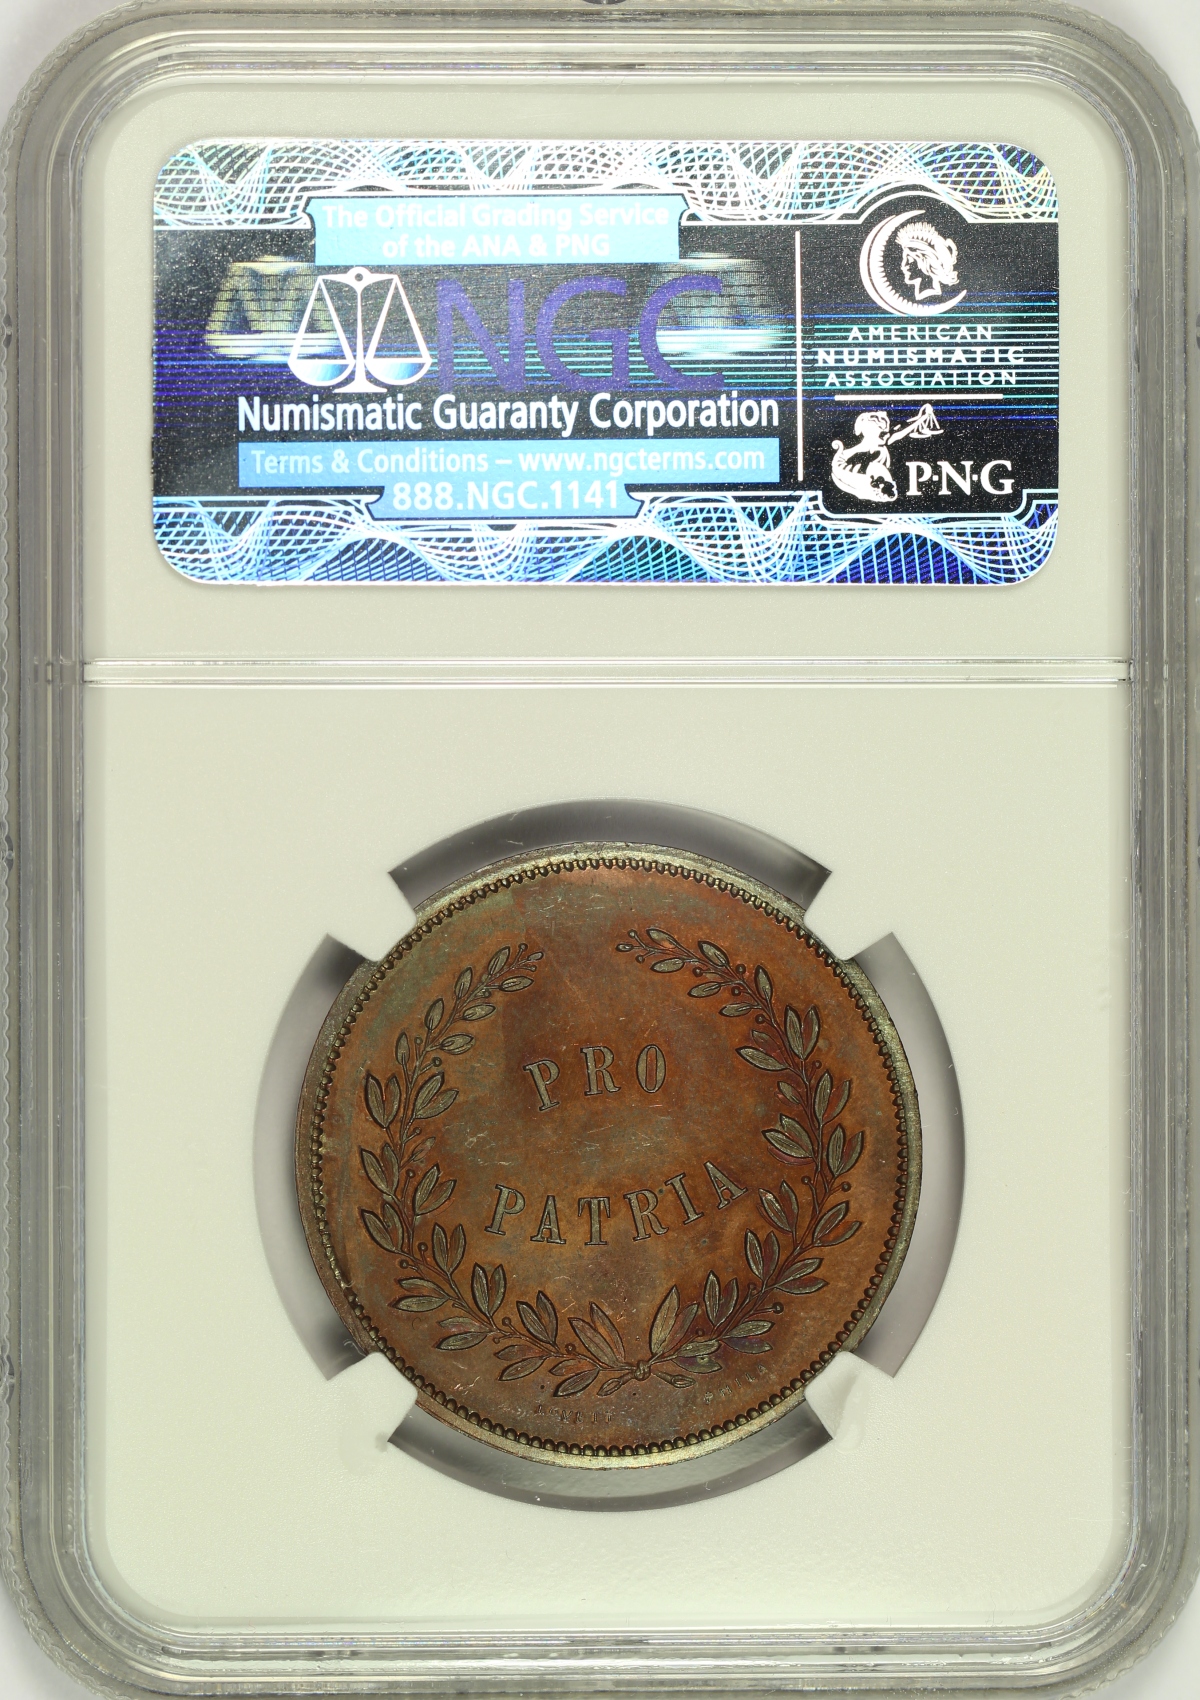 The Official Grading Service
of the ANA & PNG
NGC
Numismatic Guaranty Corporation
Terms & Conditions – www.ngcterms.com
888.NGC.1141
AMERICAN
NUMISMATIC
ASSOCIATION
P·N·G
PRO
PATRIA